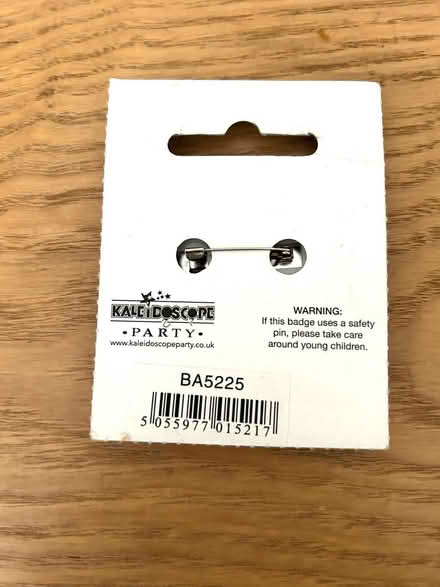 KALEIDOSCOPE
• PARTY •
www.kaleidoscopeparty.co.uk
WARNING:
If this badge uses a safety
pin, please take care
around young children.
BA5225
5 055977 015217